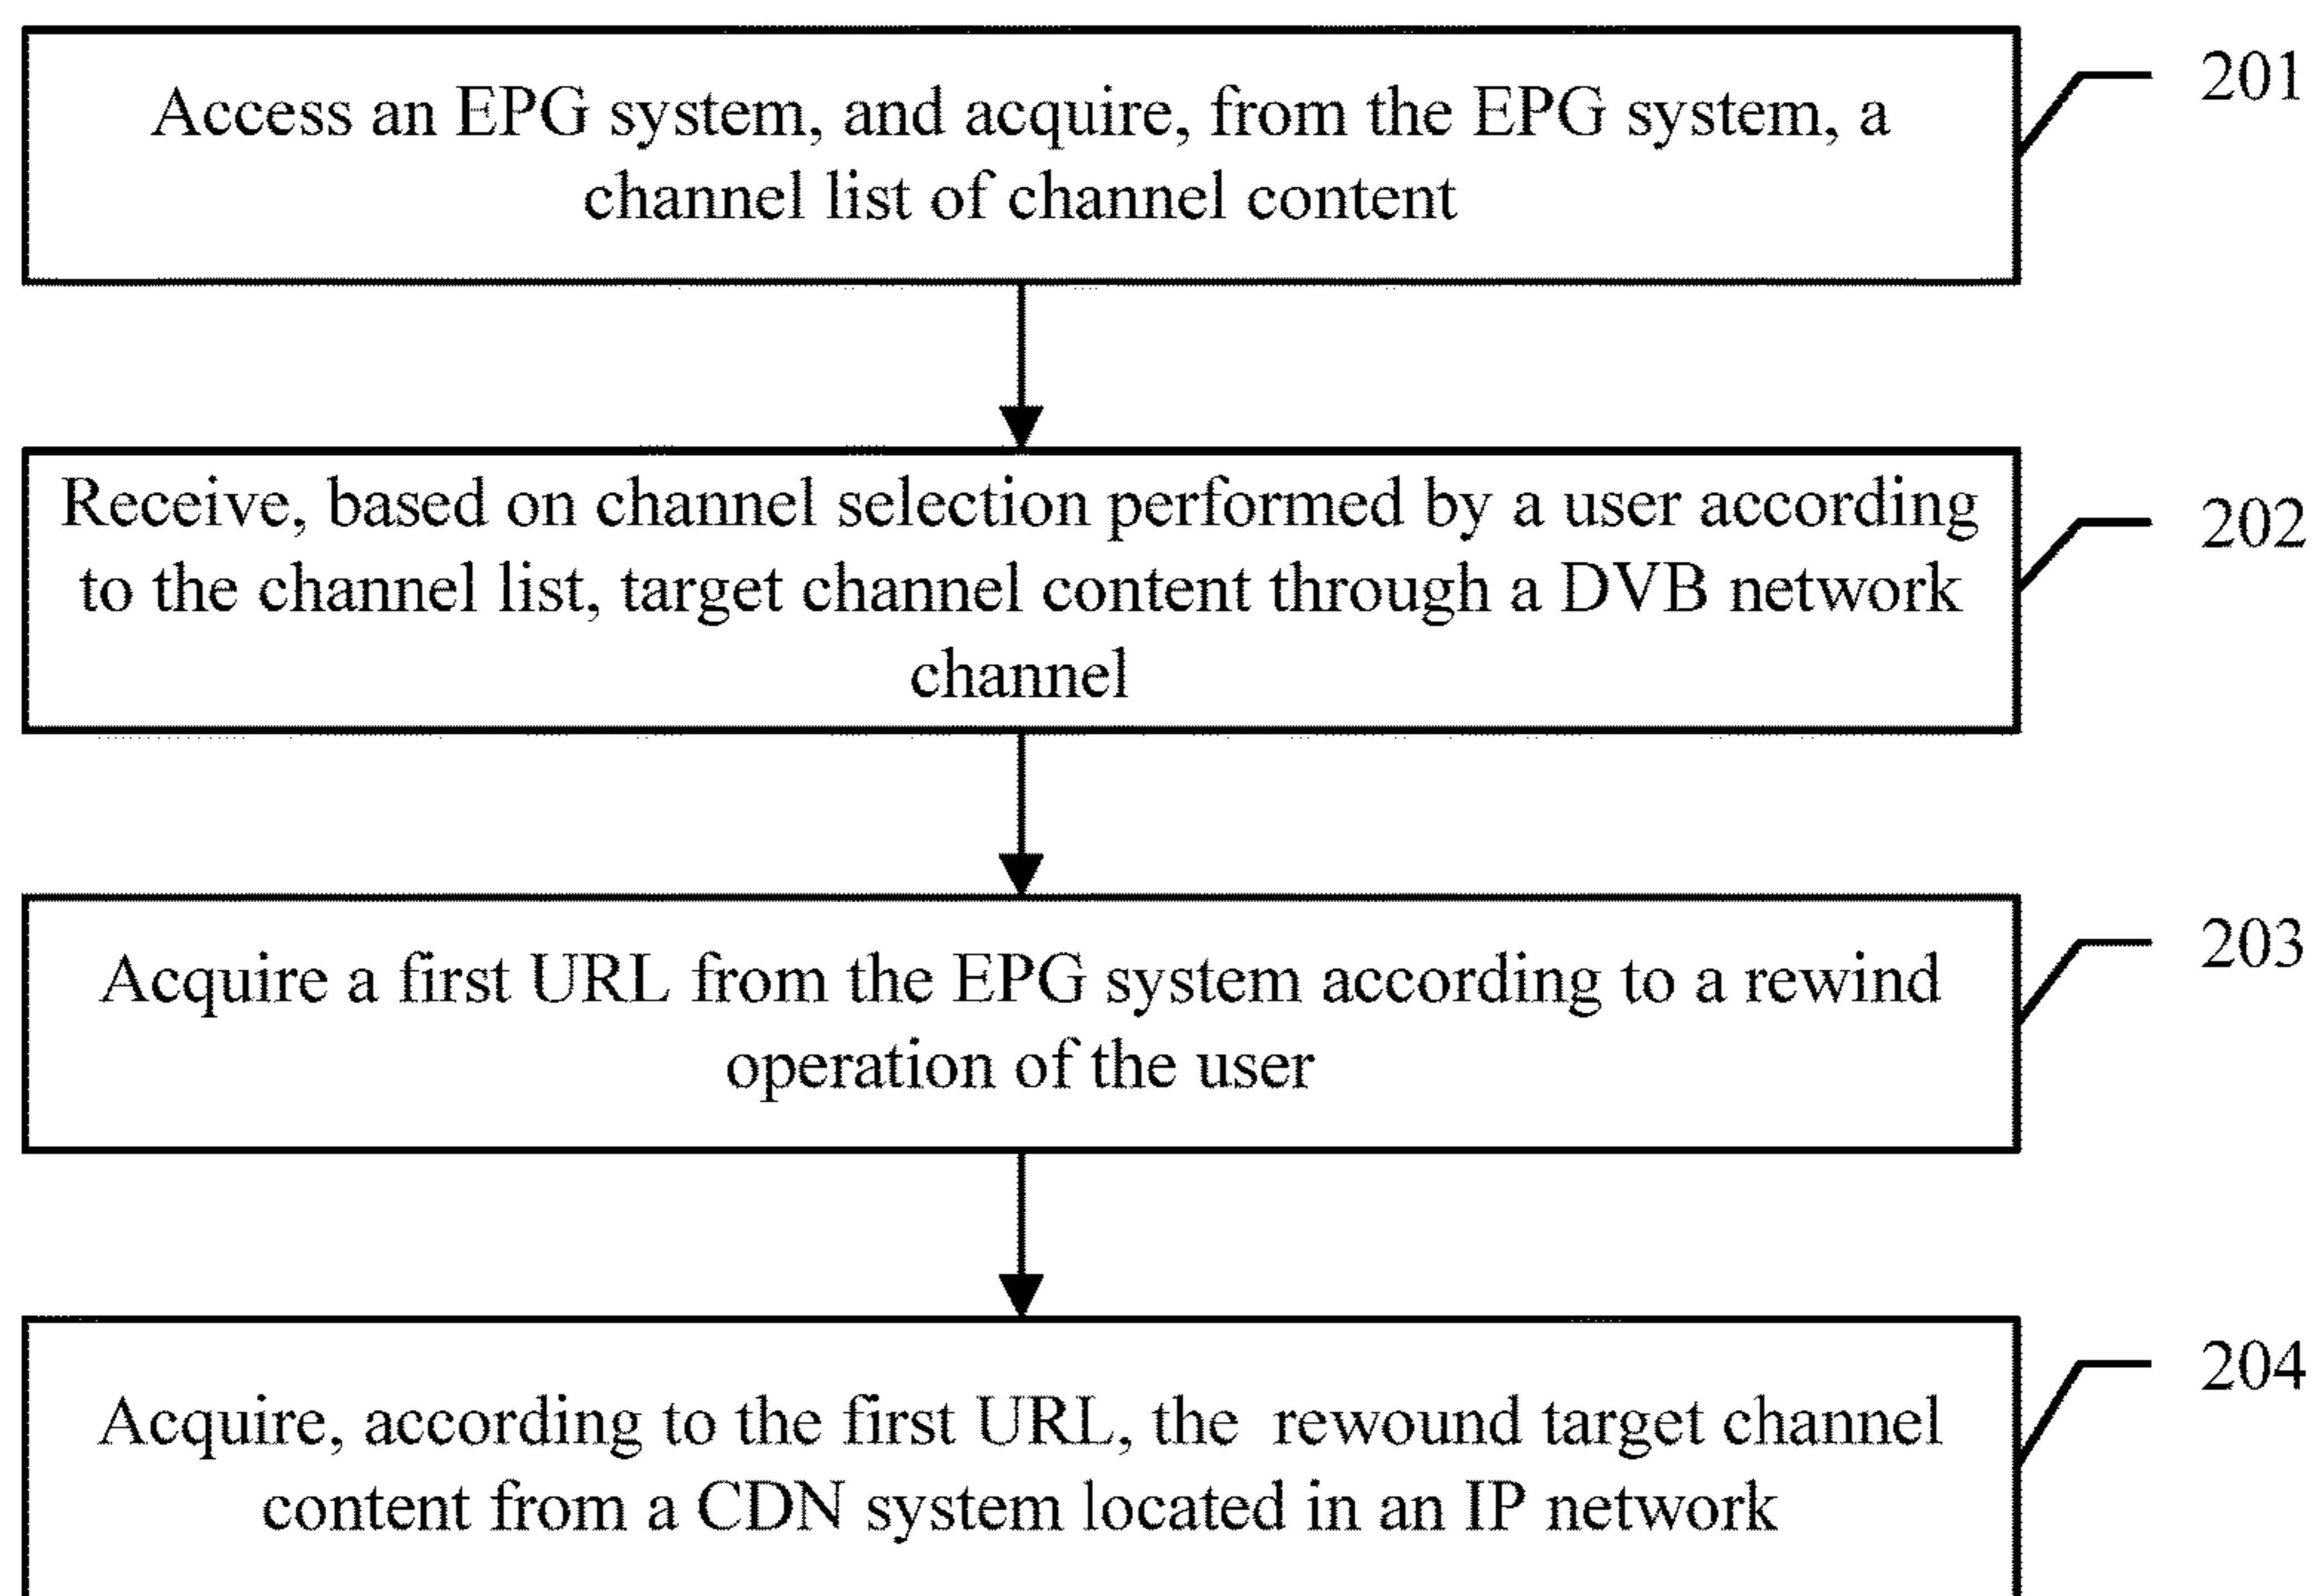 Access an EPG system, and acquire, from the EPG system, a
channel list of channel content
201
Receive, based on channel selection performed by a user according
to the channel list, target channel content through a DVB network
channel
202
Acquire a first URL from the EPG system according to a rewind
operation of the user
203
Acquire, according to the first URL, the rewound target channel
content from a CDN system located in an IP network
204